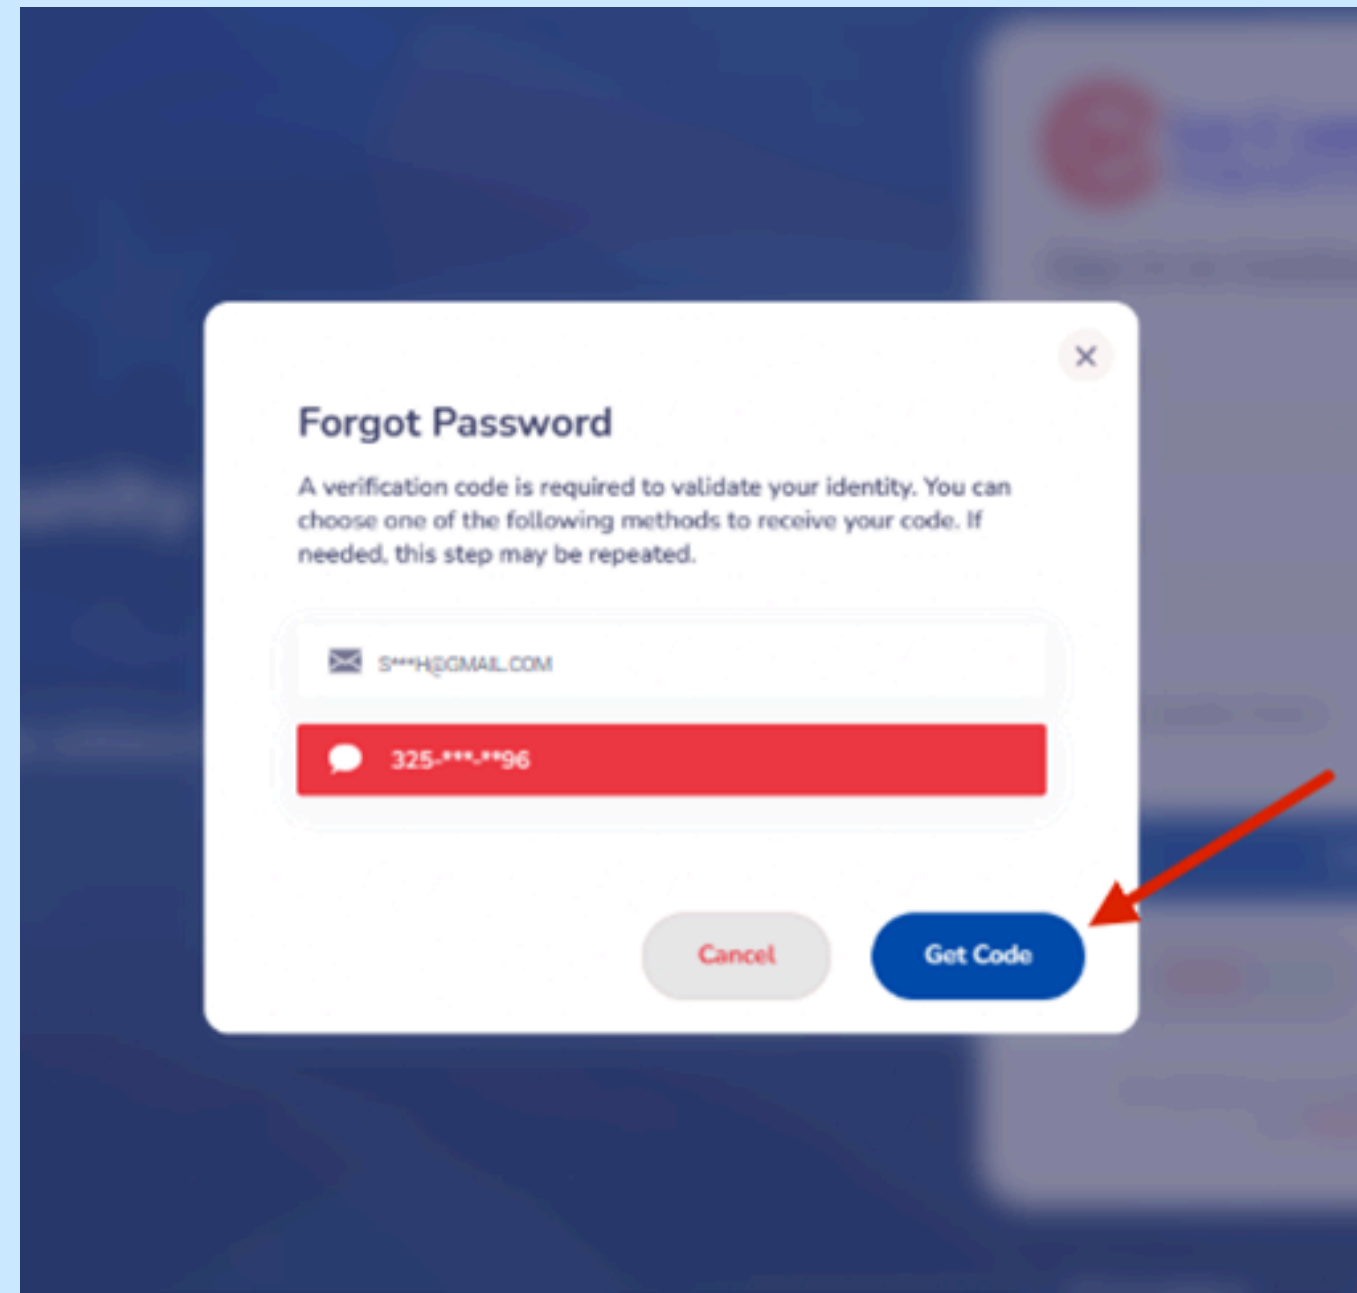 Forgot Password
A verification code is required to validate your identity. You can
choose one of the following methods to receive your code. If
needed, this step may be repeated.
S***H@GMAIL.COM
325-***-**96
Cancel
Get Code